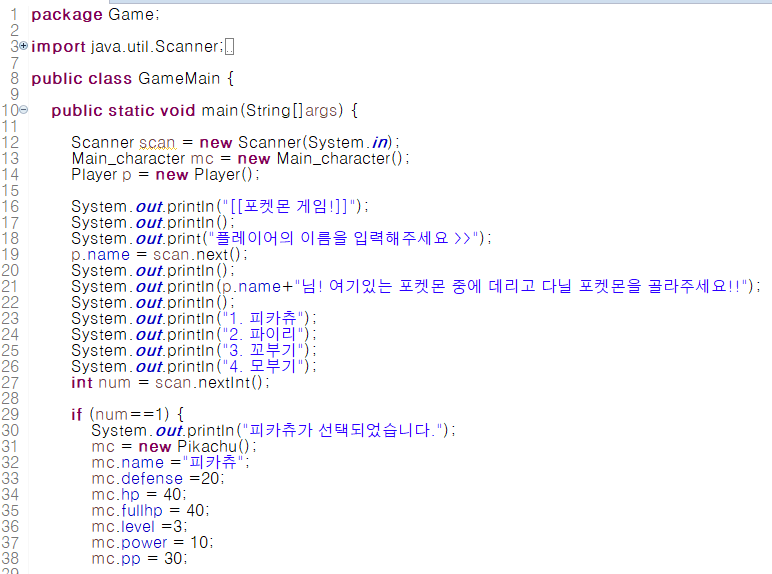 1 package Game;
2
3 import java.util.Scanner;
7
8 public class GameMain {
9
10 public static void main(String[]args) {
11
12 Scanner scan = new Scanner(System.in);
13 Main_character mc = new Main_character();
14 Player p = new Player();
15
16 System.out.println("[[포켓몬 게임!]]");
17 System.out.println();
18 System.out.print("플레이어의 이름을 입력해주세요 >>");
19 p.name = scan.next();
20 System.out.println();
21 System.out.println(p.name+"님! 여기있는 포켓몬 중에 데리고 다닐 포켓몬을 골라주세요!!");
22 System.out.println();
23 System.out.println("1. 피카츄");
24 System.out.println("2. 파이리");
25 System.out.println("3. 꼬부기");
26 System.out.println("4. 모부기");
27 int num = scan.nextInt();
28
29 if (num==1) {
30 System.out.println("피카츄가 선택되었습니다.");
31 mc = new Pikachu();
32 mc.name ="피카츄";
33 mc.defense =20;
34 mc.hp = 40;
35 mc.fullhp = 40;
36 mc.level =3;
37 mc.power = 10;
38 mc.pp = 30;
39